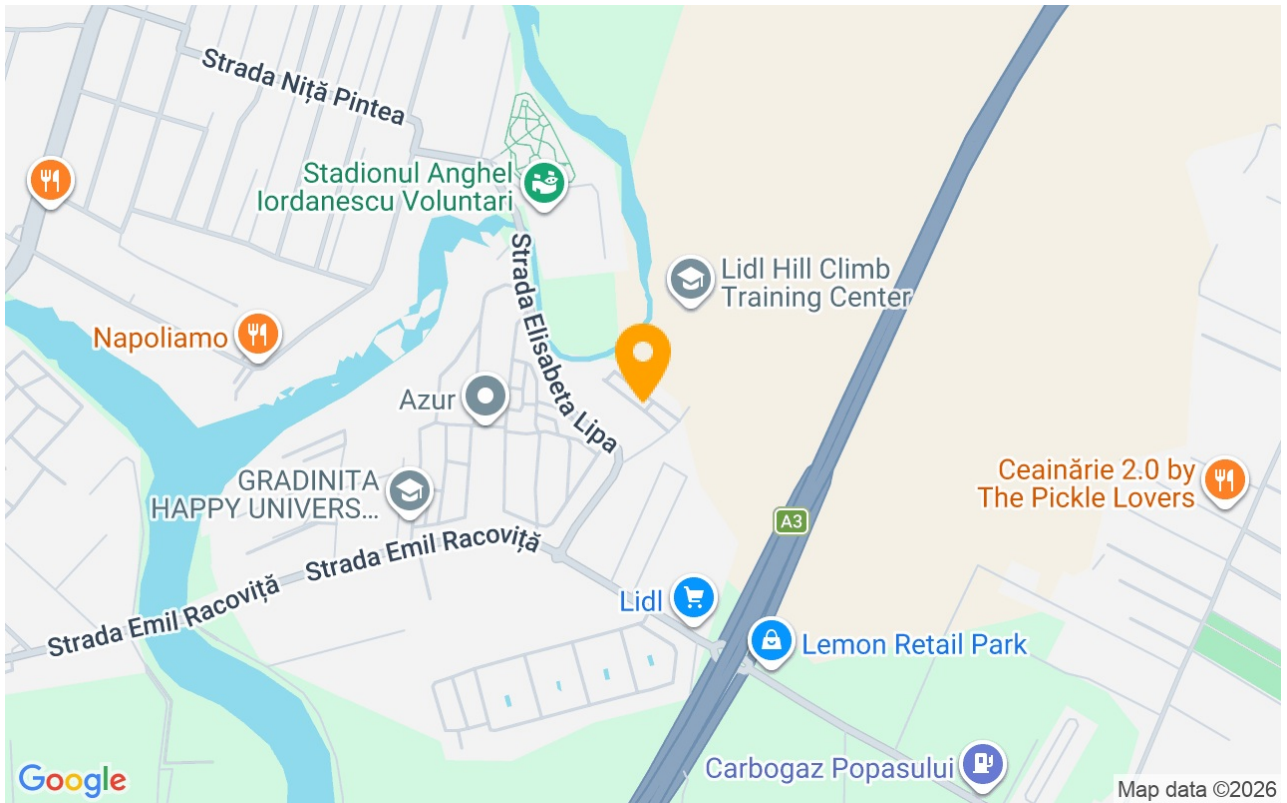 Strada Niță Pintea
Stadionul Anghel
Iordanescu Voluntari
Strada Elisabeta Lipa
Lidl Hill Climb
Training Center
Napoliamo
Azur
GRADINITA
HAPPY UNIVERS...
Ceainărie 2.0 by
The Pickle Lovers
A3
Strada Emil Racoviță
Strada Emil Racoviță
Lidl
Lemon Retail Park
Carbogaz Popasului
Google
Map data ©2026